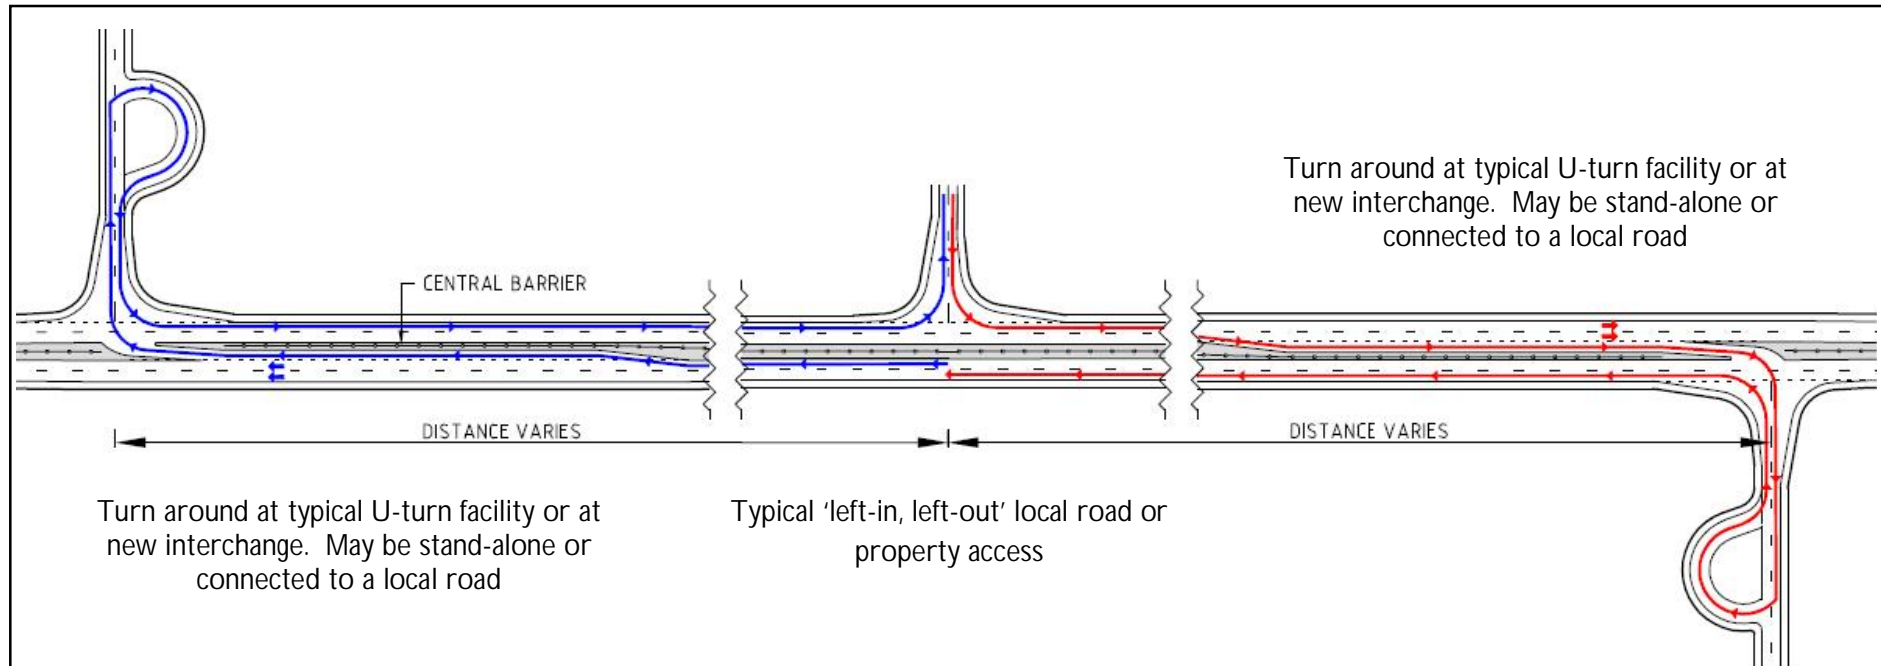 Turn around at typical U-turn facility or at
new interchange.  May be stand-alone or
connected to a local road
CENTRAL BARRIER
DISTANCE VARIES
DISTANCE VARIES
Turn around at typical U-turn facility or at
new interchange.  May be stand-alone or
connected to a local road
Typical ‘left-in, left-out’ local road or
property access